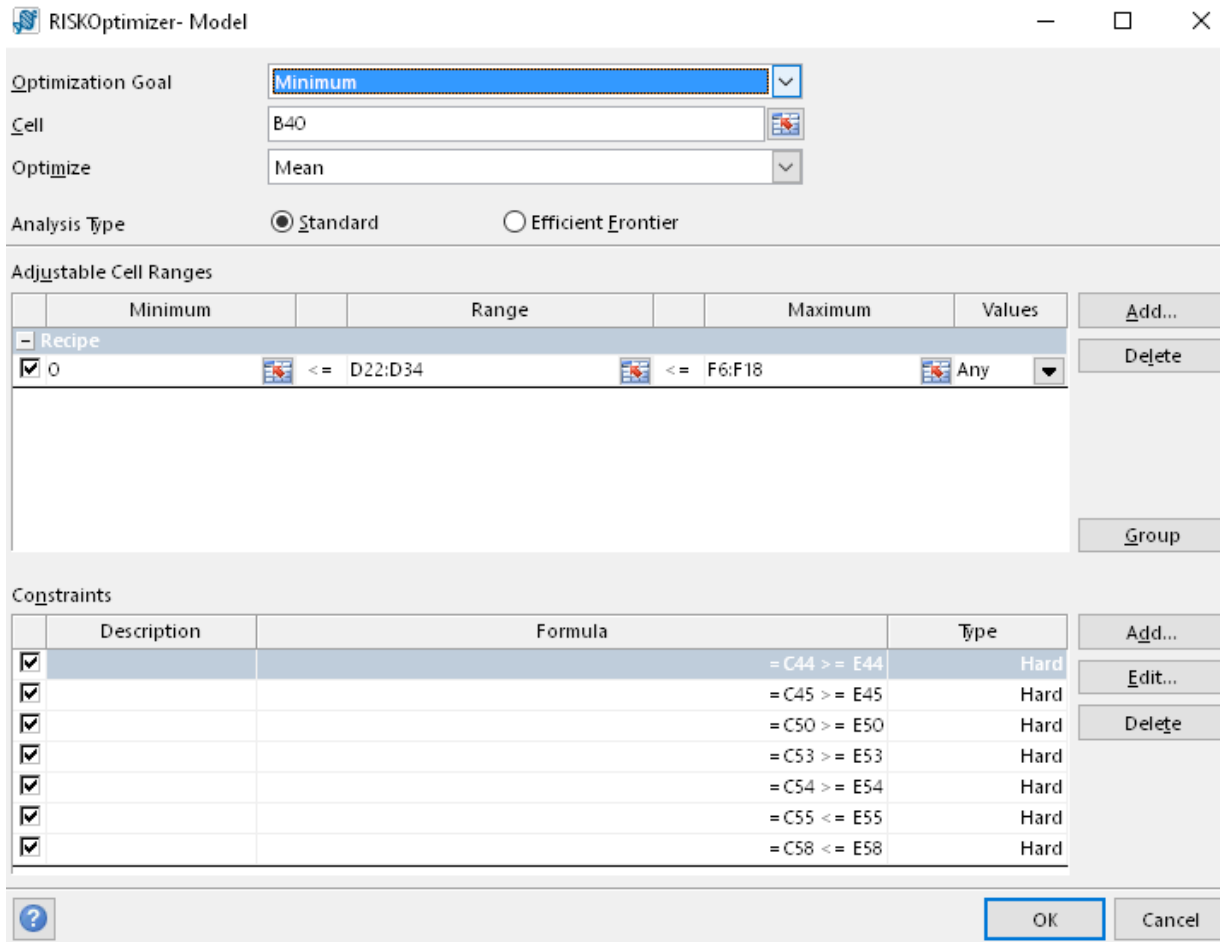 RISKOptimizer- Model
Optimization Goal Minimum
Cell B40
Optimize Mean
Analysis Type Standard Efficient Frontier
Adjustable Cell Ranges
Minimum Range Maximum Values Add...
Recipe
0 <= D22:D34 <= F6:F18 Any
Delete
Group
Constraints
Description Formula Type Add...
=C44 >= E44 Hard
Edit...
=C45 >= E45 Hard
=C50 >= E50 Hard
Delete
=C53 >= E53 Hard
=C54 >= E54 Hard
=C55 <= E55 Hard
=C58 <= E58 Hard
? OK Cancel